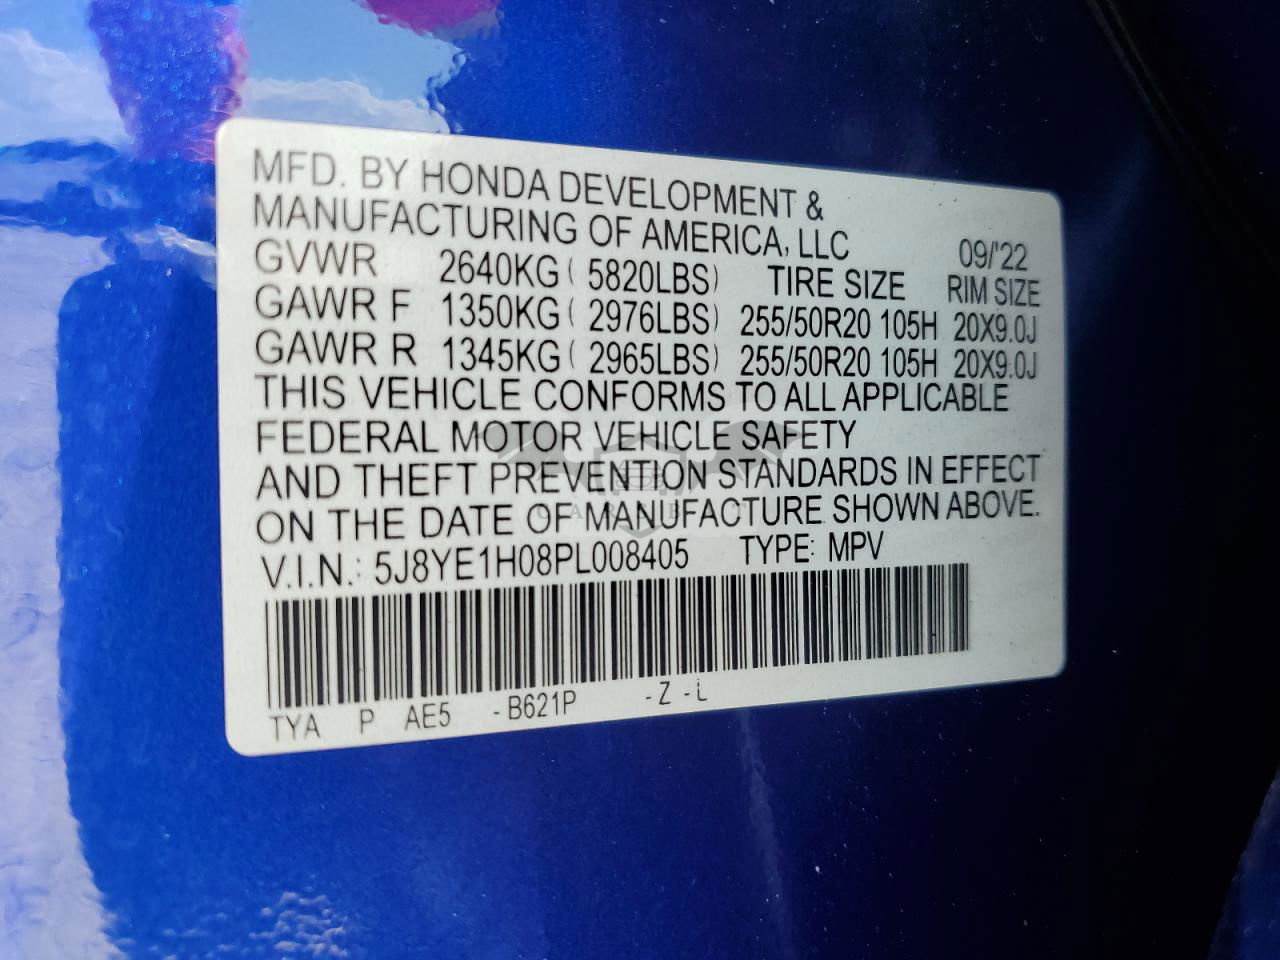 MFD. BY HONDA DEVELOPMENT &
MANUFACTURING OF AMERICA, LLC 09/'22
GVWR 2640KG ( 5820LBS) TIRE SIZE RIM SIZE
GAWR F 1350KG ( 2976LBS) 255/50R20 105H 20X9.0J
GAWR R 1345KG ( 2965LBS) 255/50R20 105H 20X9.0J
THIS VEHICLE CONFORMS TO ALL APPLICABLE
FEDERAL MOTOR VEHICLE SAFETY
AND THEFT PREVENTION STANDARDS IN EFFECT
ON THE DATE OF MANUFACTURE SHOWN ABOVE.
V.I.N.: 5J8YE1H08PL008405 TYPE: MPV
TYA P AE5 -B621P -Z -L